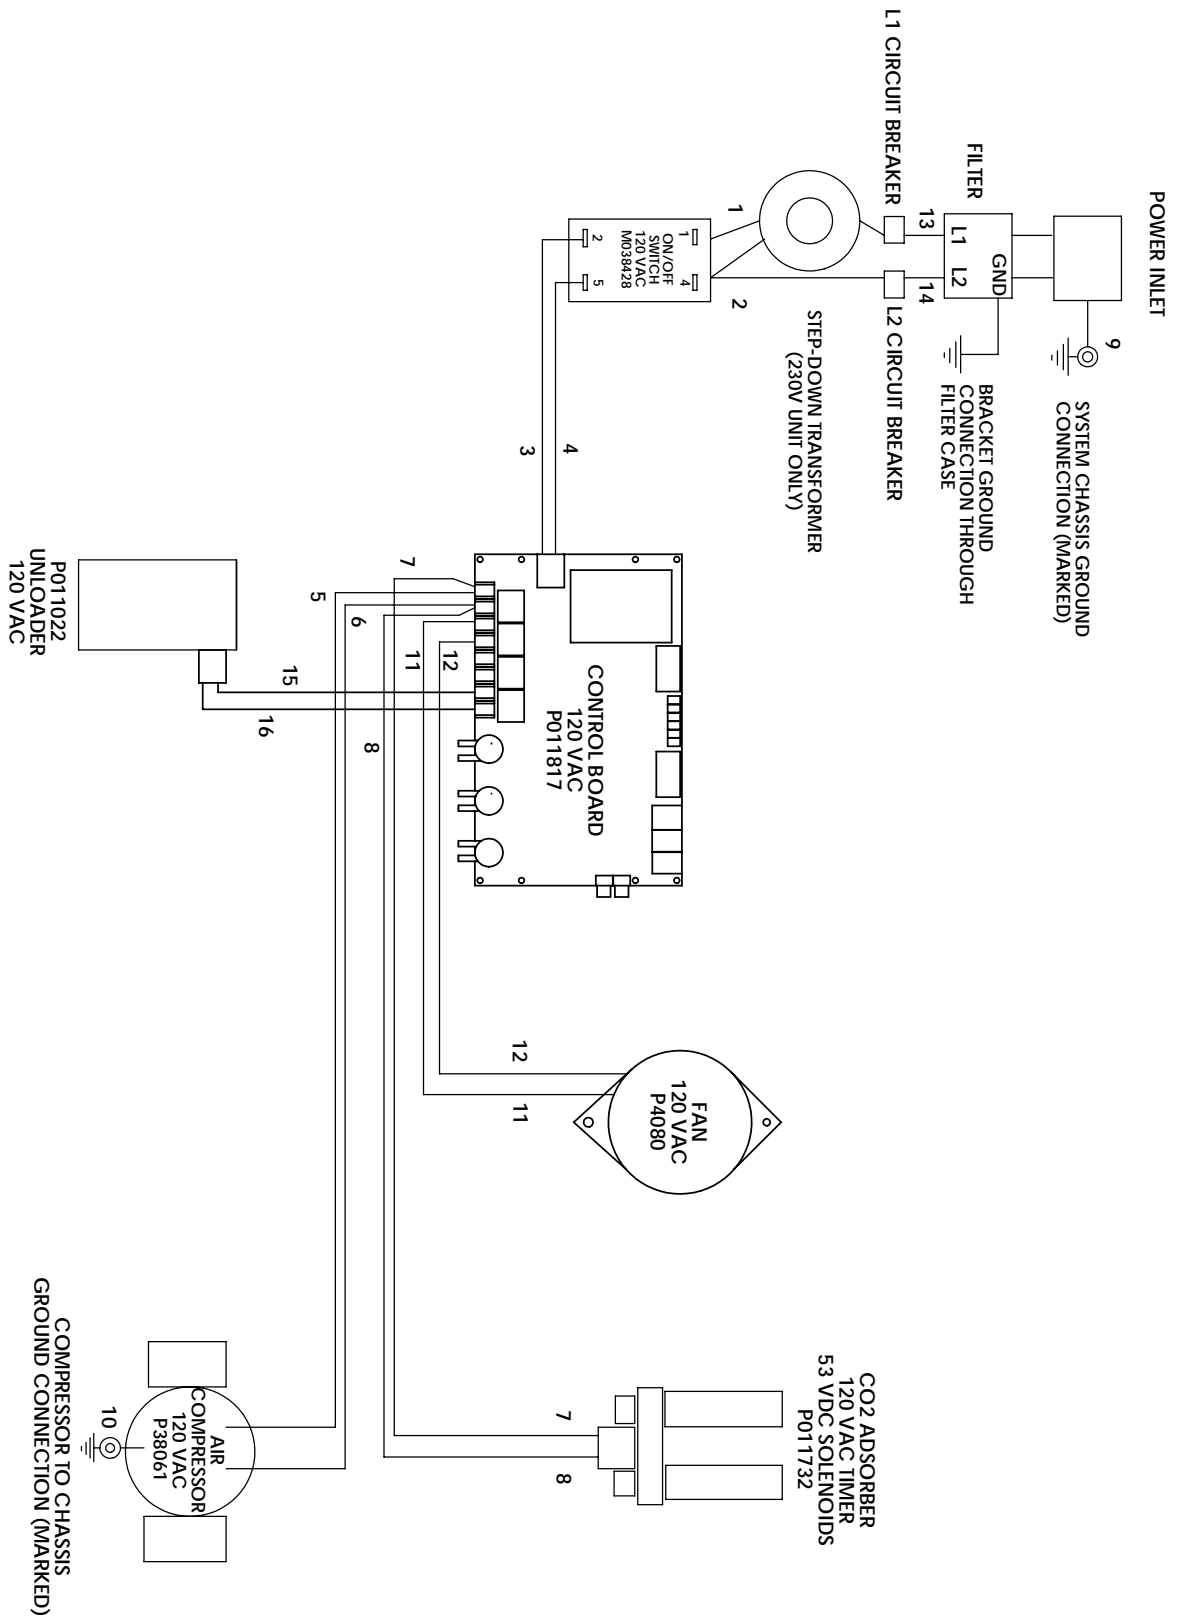 POWER INLET
9
SYSTEM CHASSIS GROUND
CONNECTION (MARKED)
FILTER
GND
L1
L2
BRACKET GROUND
CONNECTION THROUGH
FILTER CASE
13
14
L1 CIRCUIT BREAKER
L2 CIRCUIT BREAKER
STEP-DOWN TRANSFORMER
(230V UNIT ONLY)
1
2
1
4
ON/OFF
SWITCH
120 VAC
M038428
2
5
4
3
CONTROL BOARD
120 VAC
P011817
7
5
6
12
11
8
15
16
P011022
UNLOADER
120 VAC
12
11
FAN
120 VAC
P4080
CO2 ADSORBER
120 VAC TIMER
53 VDC SOLENOIDS
P011732
7
8
AIR
COMPRESSOR
120 VAC
P38061
10
COMPRESSOR TO CHASSIS
GROUND CONNECTION (MARKED)